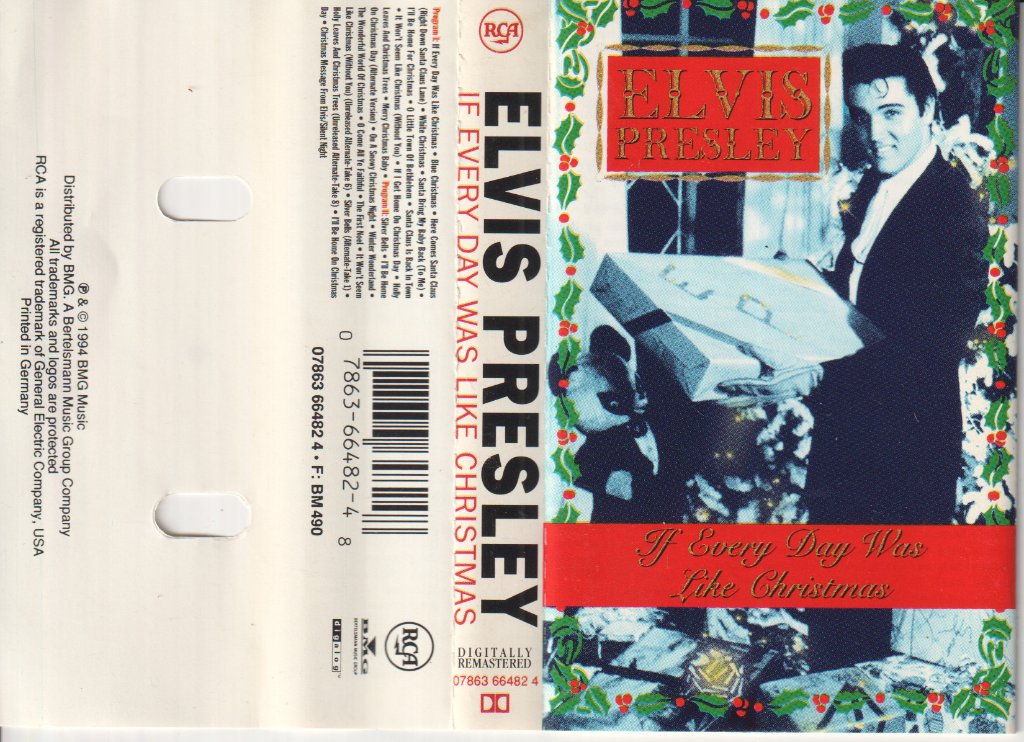 ELVIS
PRESLEY
If Every Day Was
Like Christmas
ELVIS PRESLEY
IF EVERY DAY WAS LIKE CHRISTMAS
DIGITALLY
REMASTERED
07863 66482 4
RCA
Program I: If Every Day Was Like Christmas • Blue Christmas • Here Comes Santa Claus
(Right Down Santa Claus Lane) • White Christmas • Santa Bring My Baby Back (To Me) •
I'll Be Home For Christmas • O Little Town Of Bethlehem • Santa Claus Is Back In Town
• It Won't Seem Like Christmas (Without You) • If I Get Home On Christmas Day • Holly
Leaves And Christmas Trees • Merry Christmas Baby • Program II: Silver Bells • I'll Be Home
On Christmas Day (Alternate Version) • On A Snowy Christmas Night • Winter Wonderland •
The Wonderful World Of Christmas • O Come All Ye Faithful • The First Noel • It Won't Seem
Like Christmas (Without You) (Unreleased Alternate-Take 6) • Silver Bells (Alternate-Take 1) •
Holly Leaves And Christmas Trees (Unreleased Alternate-Take 8) • I'll Be Home On Christmas
Day • Christmas Message From Elvis/Silent Night
0 7863-66482-4 8
07863 66482 4 • F: BM 490
RCA
BMG
BERTELSMANN MUSIC GROUP
digalog™
℗ & © 1994 BMG Music
Distributed by BMG. A Bertelsmann Music Group Company
All trademarks and logos are protected
RCA is a registered trademark of General Electric Company, USA
Printed in Germany